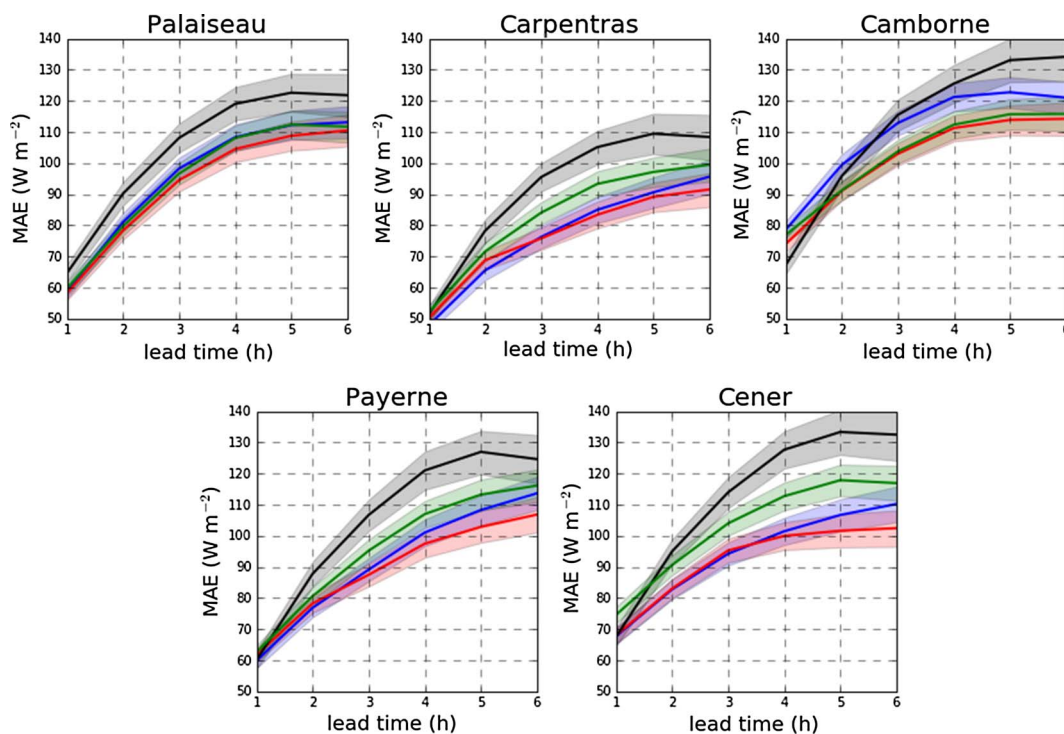 Palaiseau
Carpentras
Camborne
140
130
120
110
100
90
80
70
60
50
MAE (W m⁻²)
1 2 3 4 5 6
lead time (h)
140
130
120
110
100
90
80
70
60
50
MAE (W m⁻²)
1 2 3 4 5 6
lead time (h)
140
130
120
110
100
90
80
70
60
50
MAE (W m⁻²)
1 2 3 4 5
lead time (h)
Payerne
Cener
140
130
120
110
100
90
80
70
60
50
MAE (W m⁻²)
1 2 3 4 5 6
lead time (h)
140
130
120
110
100
90
80
70
60
50
MAE (W m⁻²)
1 2 3 4 5 6
lead time (h)